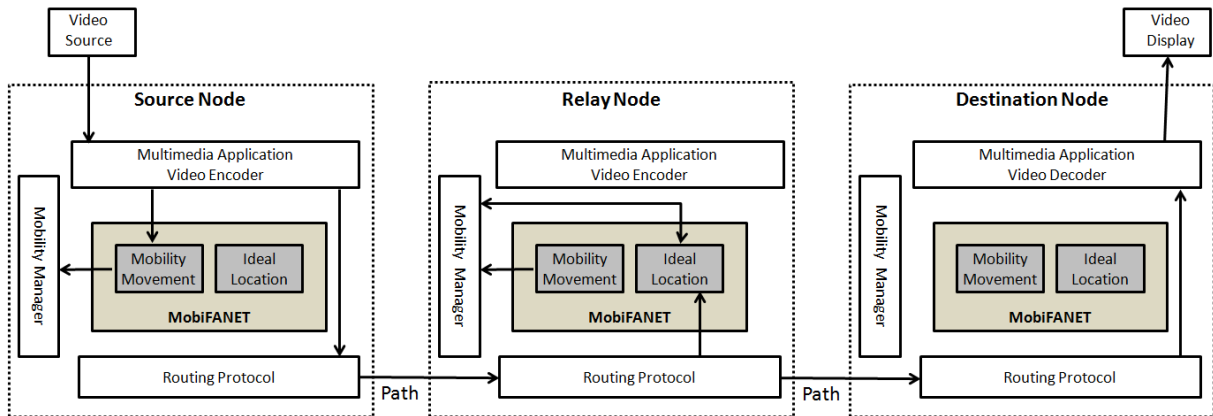 Video
Source
Video
Display
Source Node
Multimedia Application
Video Encoder
Mobility Manager
Mobility
Movement
Ideal
Location
MobiFANET
Routing Protocol
Path
Relay Node
Multimedia Application
Video Encoder
Mobility Manager
Mobility
Movement
Ideal
Location
MobiFANET
Routing Protocol
Path
Destination Node
Multimedia Application
Video Decoder
Mobility Manager
Mobility
Movement
Ideal
Location
MobiFANET
Routing Protocol